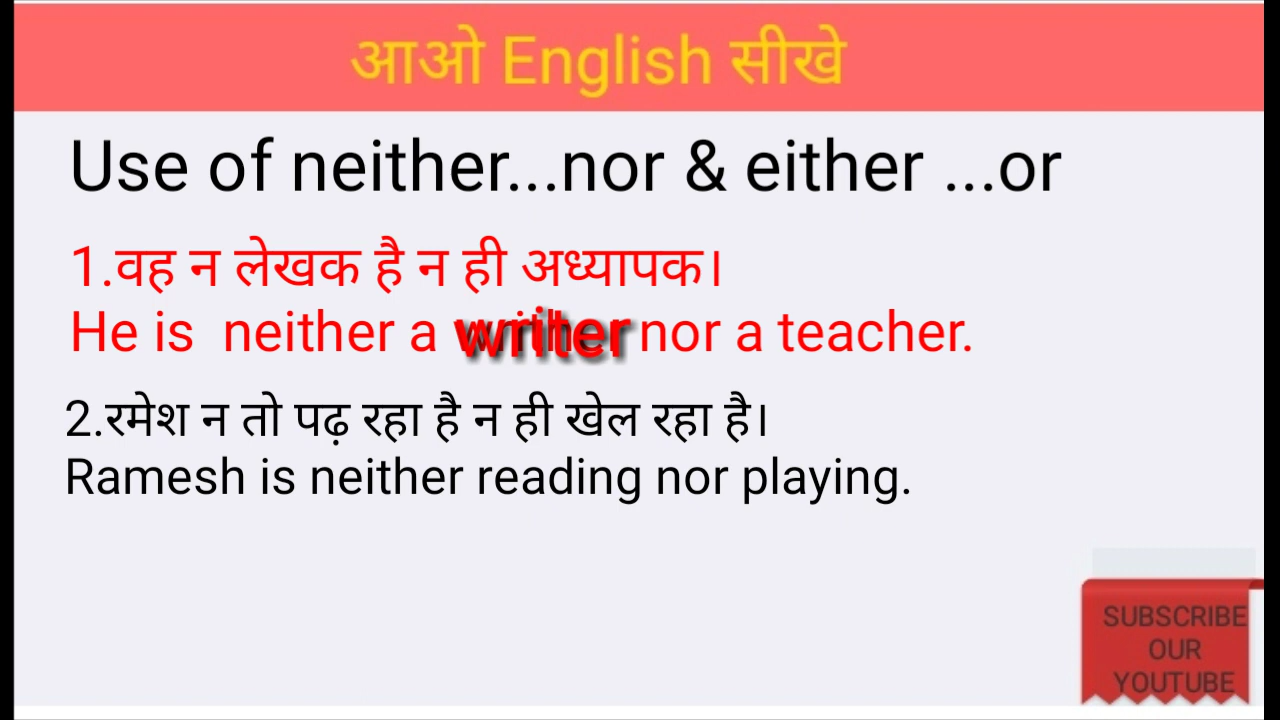 आओ English सीखे
Use of neither...nor & either ...or
1.वह न लेखक है न ही अध्यापक।
He is neither a writer nor a teacher.
2.रमेश न तो पढ़ रहा है न ही खेल रहा है।
Ramesh is neither reading nor playing.
SUBSCRIBE
OUR
YOUTUBE